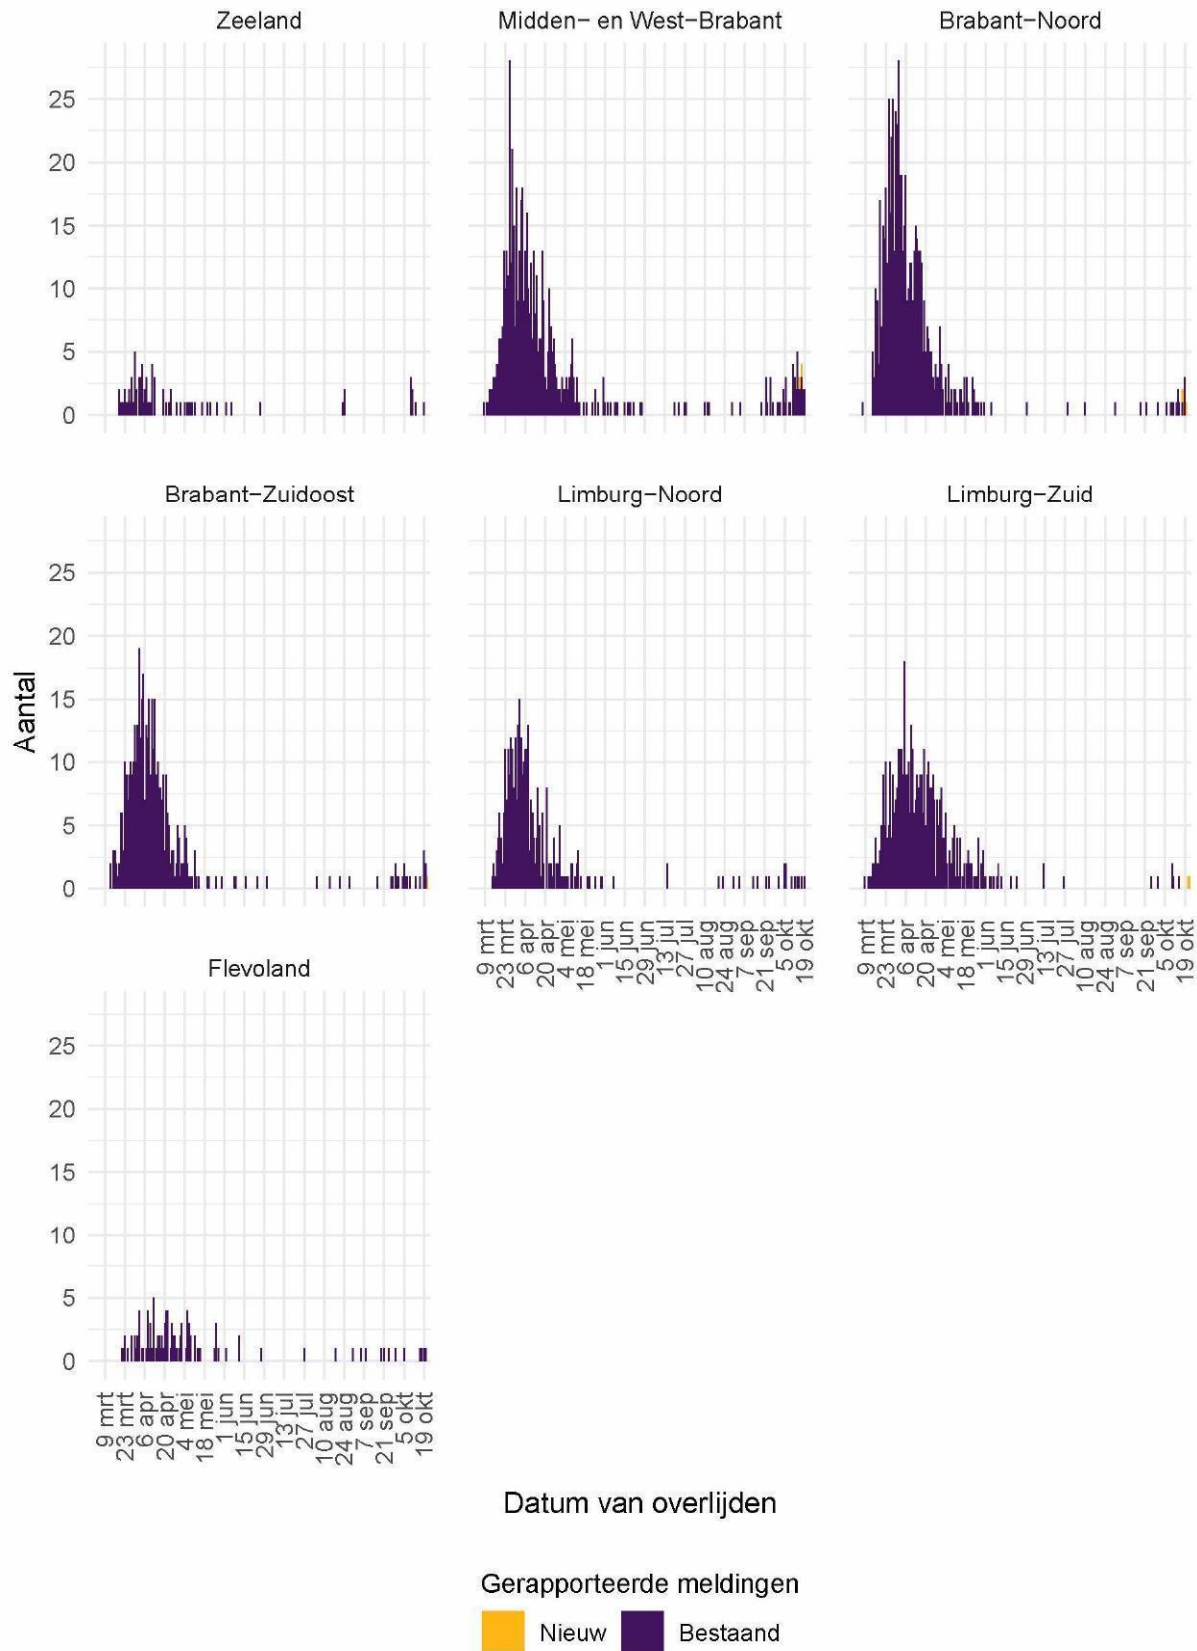 Zeeland
Midden- en West-Brabant
Brabant-Noord
25
20
15
10
5
0
Brabant-Zuidoost
Limburg-Noord
Limburg-Zuid
Aantal
25
20
15
10
5
0
9 mrt
23 mrt
6 apr
20 apr
4 mei
18 mei
1 jun
15 jun
29 jun
13 jul
27 jul
10 aug
24 aug
7 sep
21 sep
5 okt
19 okt
9 mrt
23 mrt
6 apr
20 apr
4 mei
18 mei
1 jun
15 jun
29 jun
13 jul
27 jul
10 aug
24 aug
7 sep
21 sep
5 okt
19 okt
Flevoland
25
20
15
10
5
0
9 mrt
23 mrt
6 apr
20 apr
4 mei
18 mei
1 jun
15 jun
29 jun
13 jul
27 jul
10 aug
24 aug
7 sep
21 sep
5 okt
19 okt
Datum van overlijden
Gerapporteerde meldingen
Nieuw
Bestaand